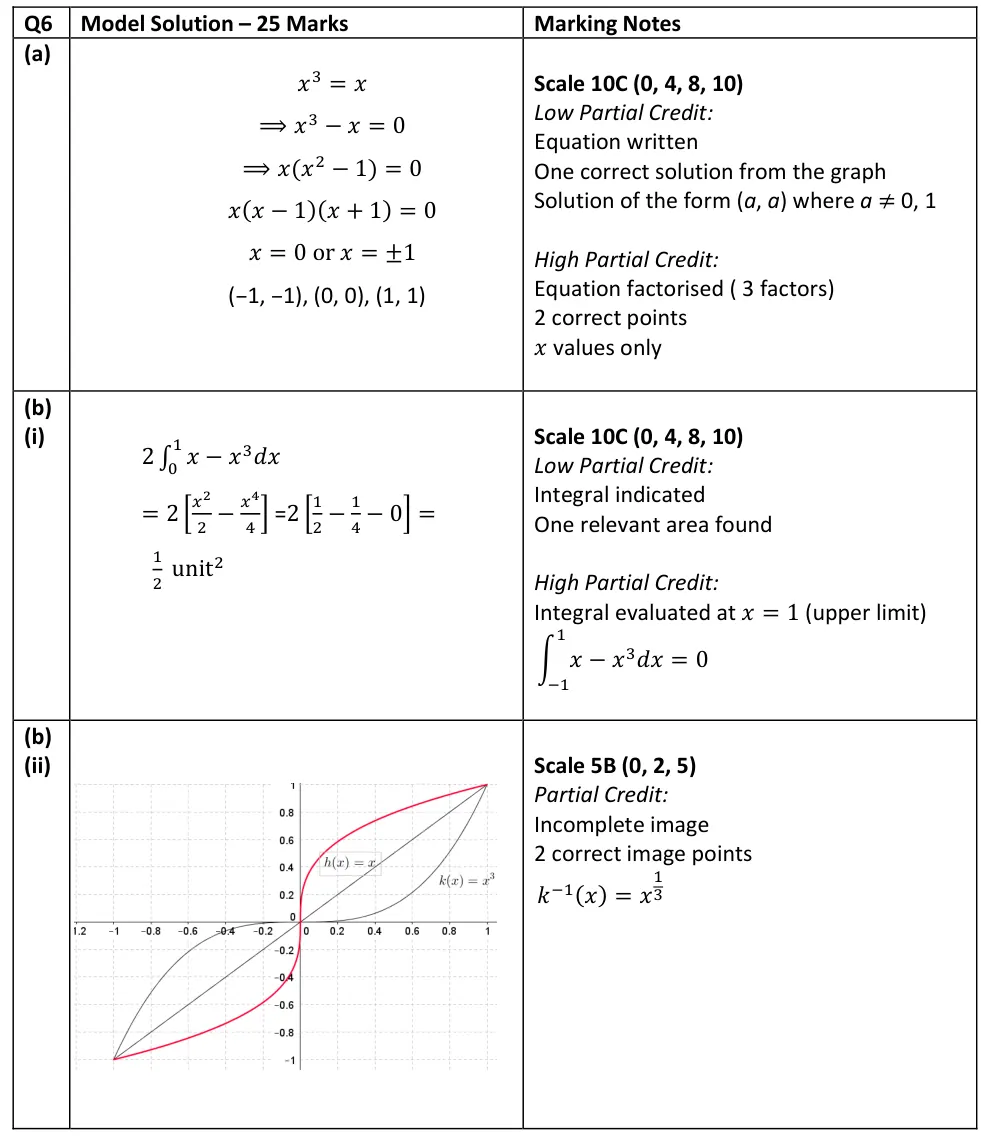 Q6 Model Solution – 25 Marks Marking Notes
(a)
x³ = x
⟹ x³ − x = 0
⟹ x(x² − 1) = 0
x(x − 1)(x + 1) = 0
x = 0 or x = ±1
(−1, −1), (0, 0), (1, 1)
Scale 10C (0, 4, 8, 10)
Low Partial Credit:
Equation written
One correct solution from the graph
Solution of the form (a, a) where a ≠ 0, 1
High Partial Credit:
Equation factorised ( 3 factors)
2 correct points
x values only
(b)
(i)
2 ∫₀¹ x − x³dx
= 2 [x²/2 − x⁴/4] =2 [1/2 − 1/4 − 0] =
1/2 unit²
Scale 10C (0, 4, 8, 10)
Low Partial Credit:
Integral indicated
One relevant area found
High Partial Credit:
Integral evaluated at x = 1 (upper limit)
∫₋₁¹ x − x³dx = 0
(b)
(ii)
1
0.8
0.6
0.4
0.2
0
-0.2
-0.4
-0.6
-0.8
-1
h(x) = x
k(x) = x³
1.2 -1 -0.8 -0.6 -0.4 -0.2 0 0.2 0.4 0.6 0.8 1
Scale 5B (0, 2, 5)
Partial Credit:
Incomplete image
2 correct image points
k⁻¹(x) = x^(1/3)